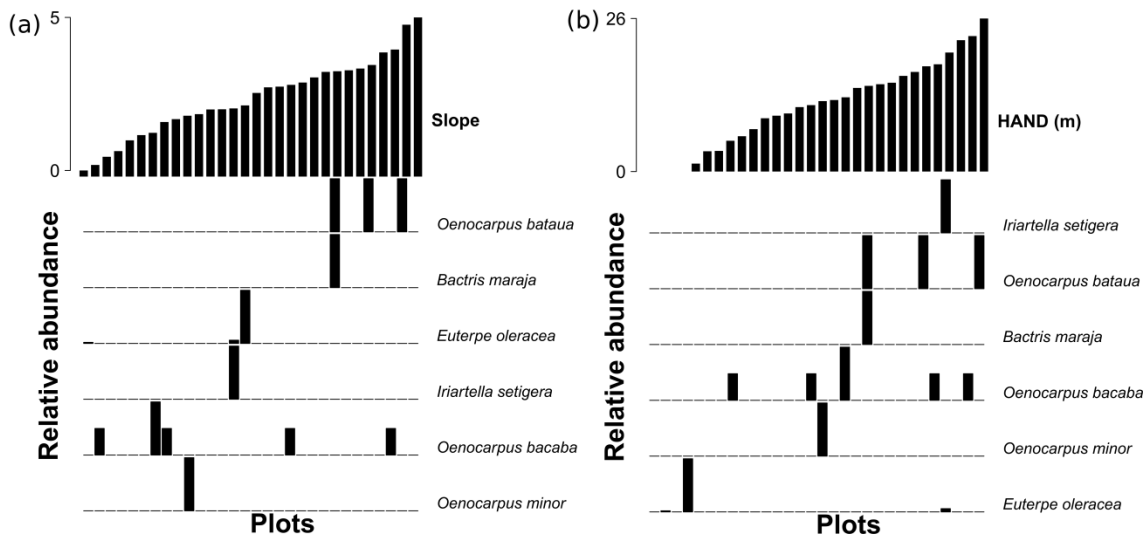 (a)
5
0
Slope
Relative abundance
Oenocarpus bataua
Bactris maraja
Euterpe oleracea
Iriartella setigera
Oenocarpus bacaba
Oenocarpus minor
Plots
(b)
26
0
HAND (m)
Relative abundance
Iriartella setigera
Oenocarpus bataua
Bactris maraja
Oenocarpus bacaba
Oenocarpus minor
Euterpe oleracea
Plots